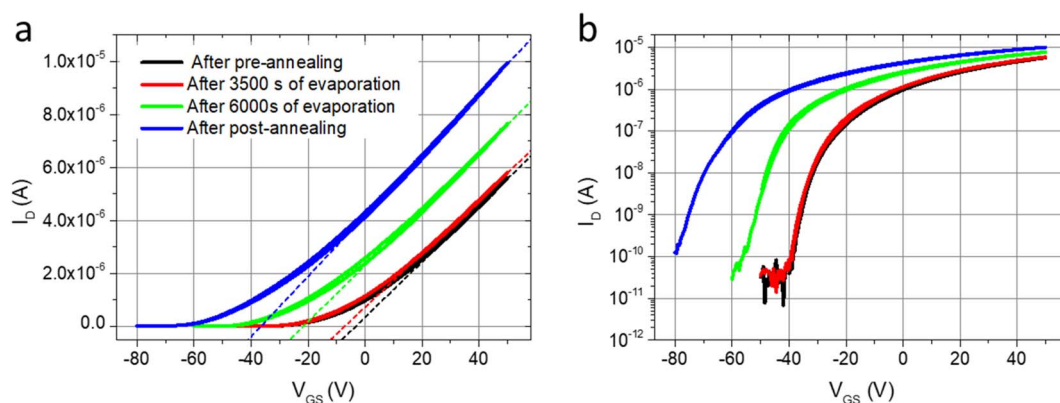 a
1.0x10⁻⁵
8.0x10⁻⁶
6.0x10⁻⁶
4.0x10⁻⁶
2.0x10⁻⁶
0.0
I_D (A)
After pre-annealing
After 3500 s of evaporation
After 6000s of evaporation
After post-annealing
-80 -60 -40 -20 0 20 40
V_GS (V)
b
10⁻⁵
10⁻⁶
10⁻⁷
10⁻⁸
10⁻⁹
10⁻¹⁰
10⁻¹¹
10⁻¹²
I_D (A)
-80 -60 -40 -20 0 20 40
V_GS (V)